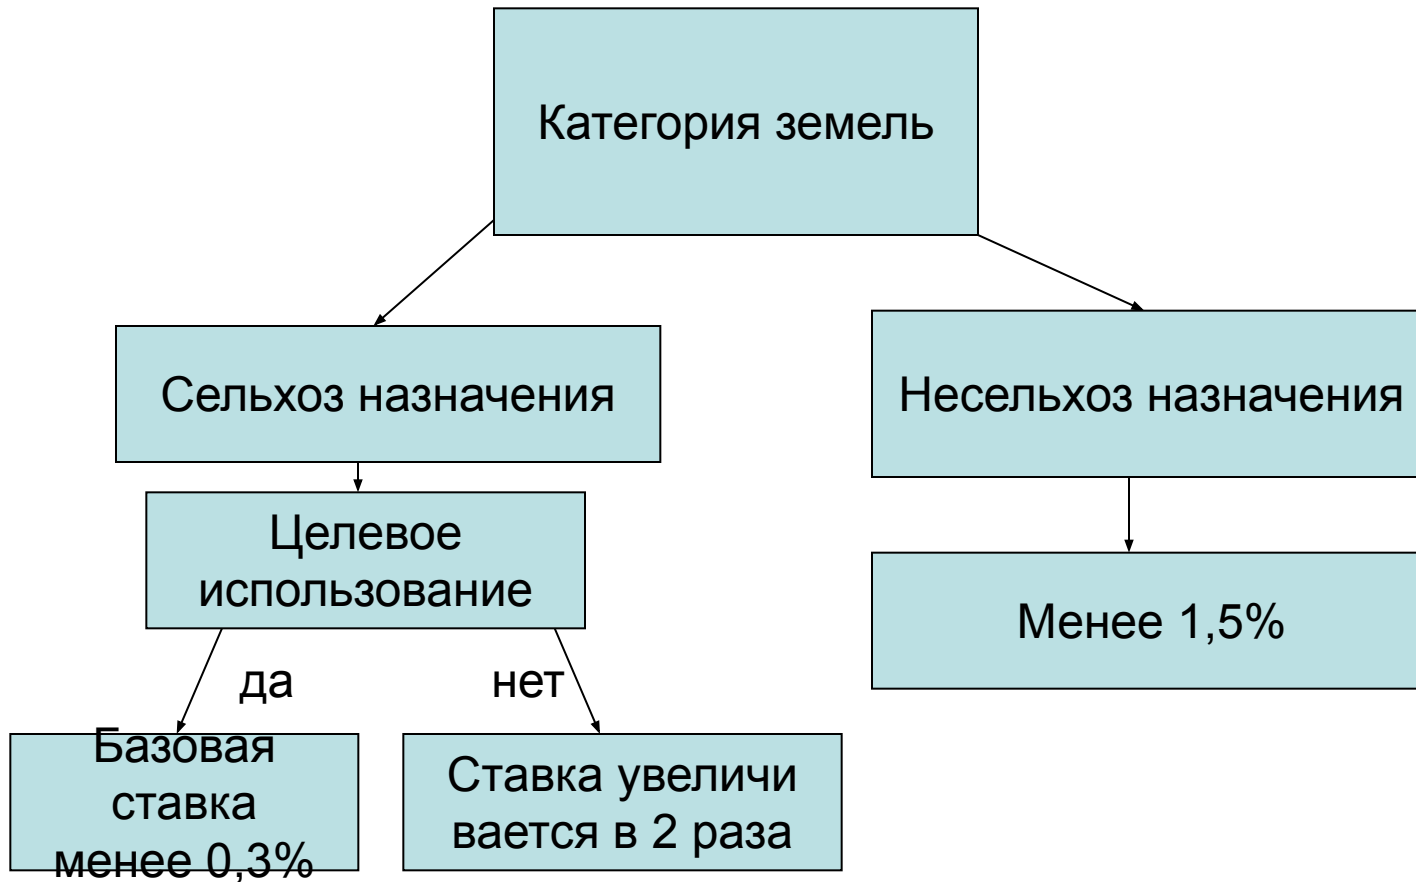 Категория земель
Сельхоз назначения
Несельхоз назначения
Целевое
использование
Менее 1,5%
да
нет
Базовая
ставка
менее 0,3%
Ставка увеличи
вается в 2 раза